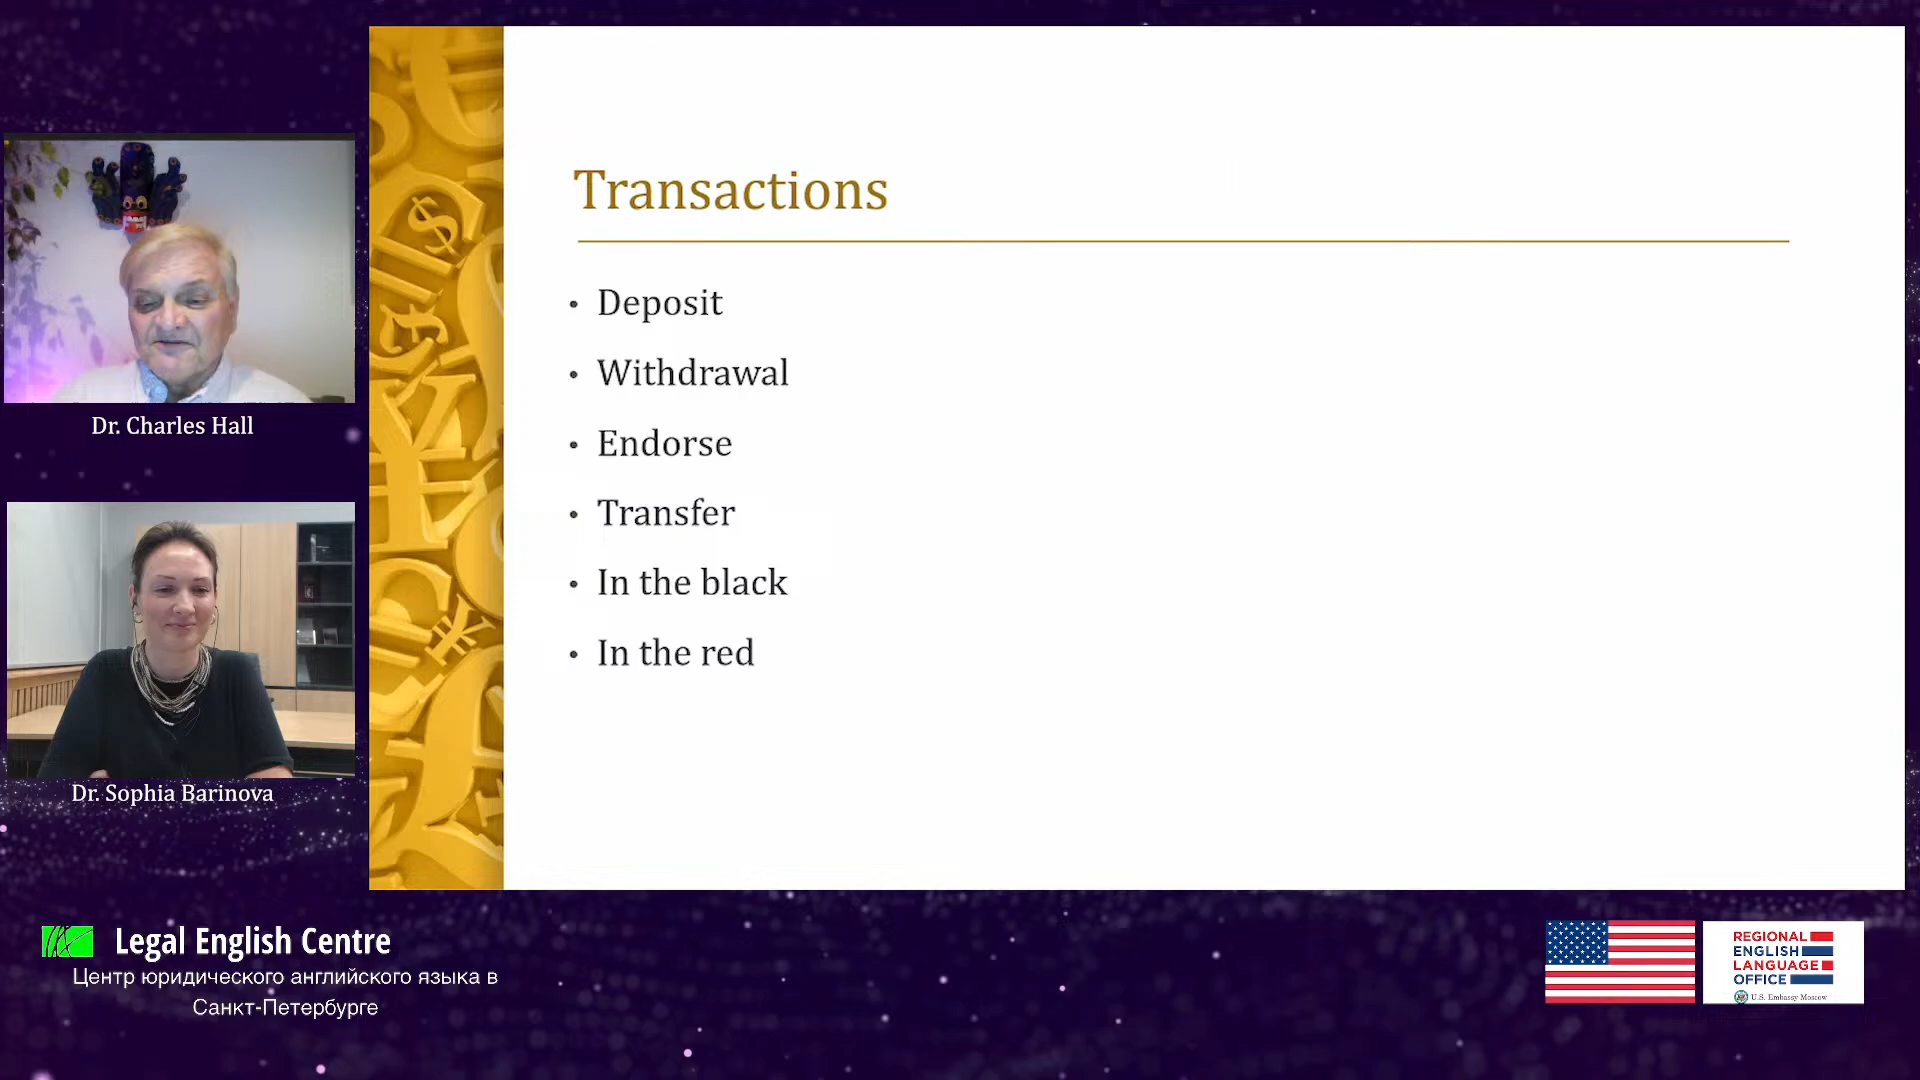 Transactions
• Deposit
• Withdrawal
• Endorse
• Transfer
• In the black
• In the red
Dr. Charles Hall
Dr. Sophia Barinova
Legal English Centre
Центр юридического английского языка в
Санкт-Петербурге
REGIONAL
ENGLISH
LANGUAGE
OFFICE
U.S. Embassy Moscow